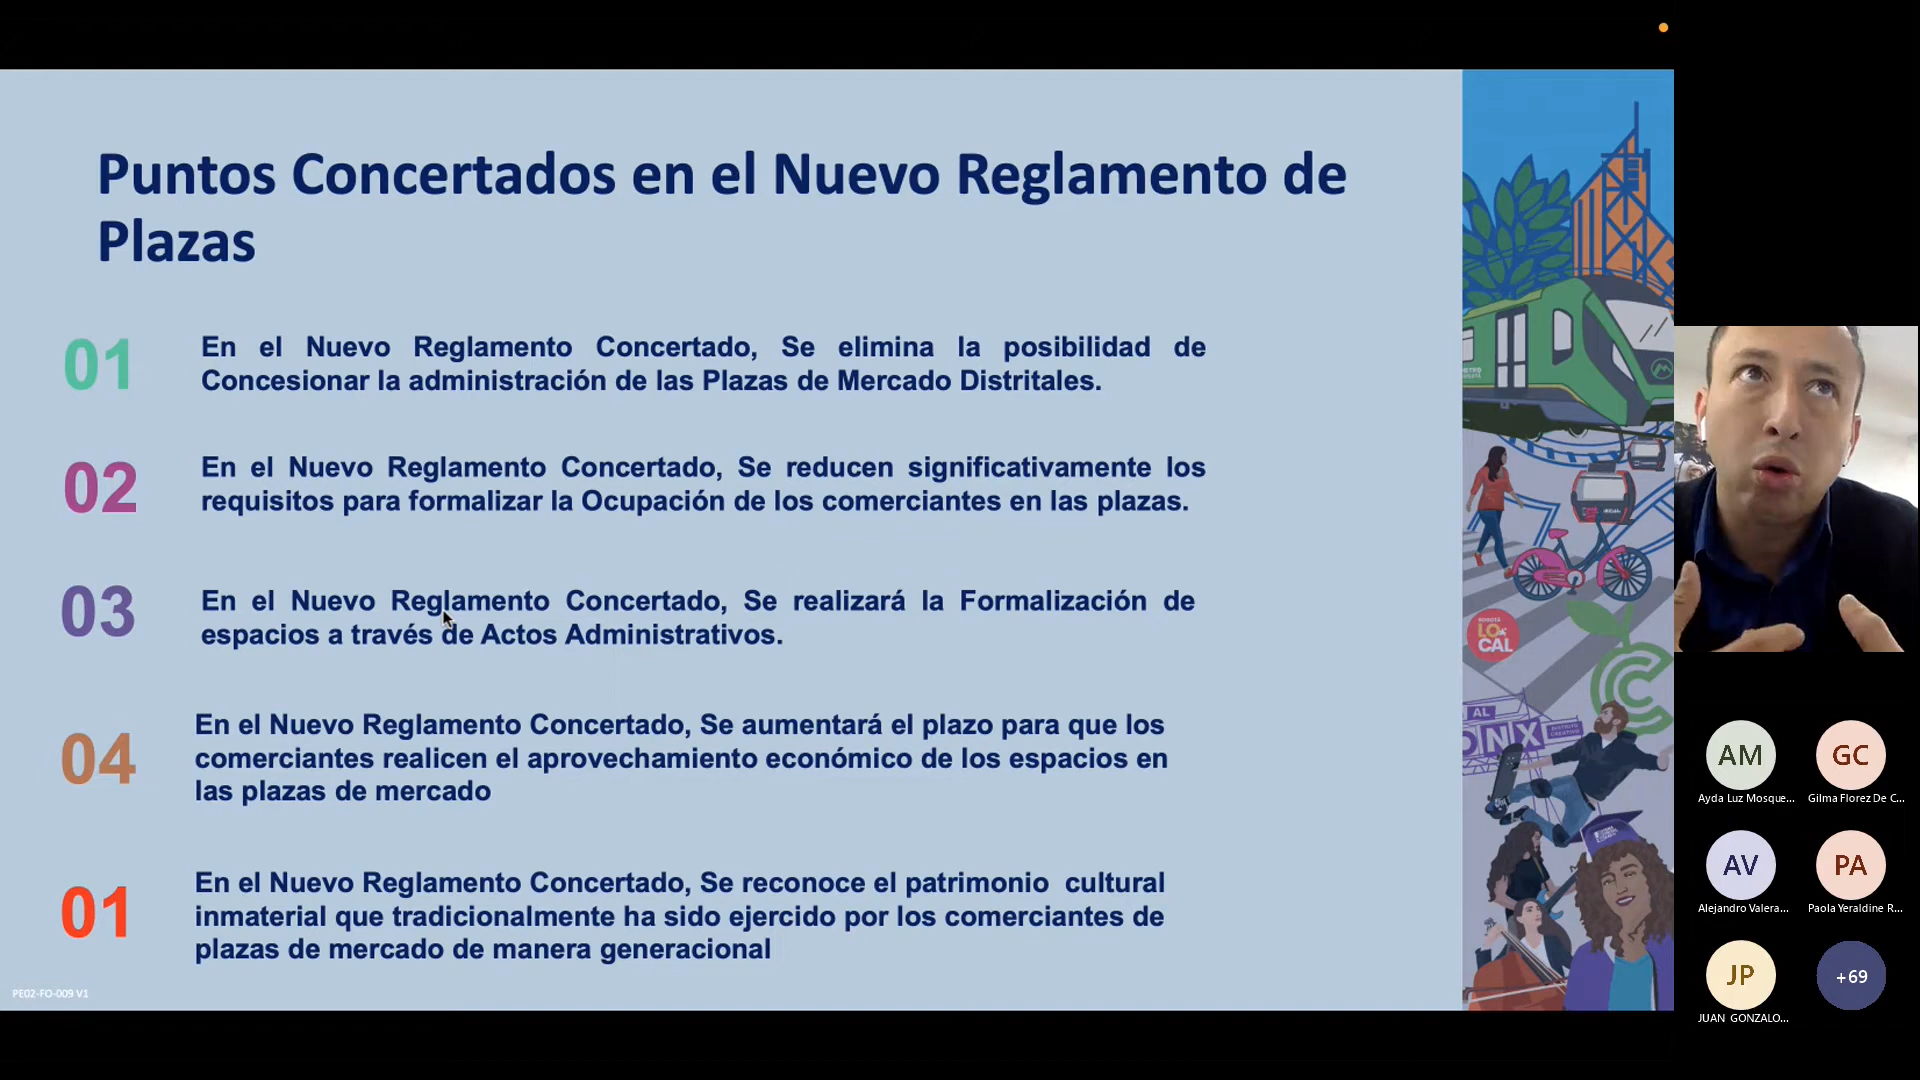 Puntos Concertados en el Nuevo Reglamento de
Plazas
01
En el Nuevo Reglamento Concertado, Se elimina la posibilidad de
Concesionar la administración de las Plazas de Mercado Distritales.
02
En el Nuevo Reglamento Concertado, Se reducen significativamente los
requisitos para formalizar la Ocupación de los comerciantes en las plazas.
03
En el Nuevo Reglamento Concertado, Se realizará la Formalización de
espacios a través de Actos Administrativos.
04
En el Nuevo Reglamento Concertado, Se aumentará el plazo para que los
comerciantes realicen el aprovechamiento económico de los espacios en
las plazas de mercado
01
En el Nuevo Reglamento Concertado, Se reconoce el patrimonio  cultural
inmaterial que tradicionalmente ha sido ejercido por los comerciantes de
plazas de mercado de manera generacional
PE02-FO-009 V1
BOGOTÁ
LO
CAL
AL
DISTRITO
CREATIVO
AM
Ayda Luz Mosque...
GC
Gilma Florez De C...
AV
Alejandro Valera...
PA
Paola Yeraldine R...
JP
JUAN GONZALO...
+69